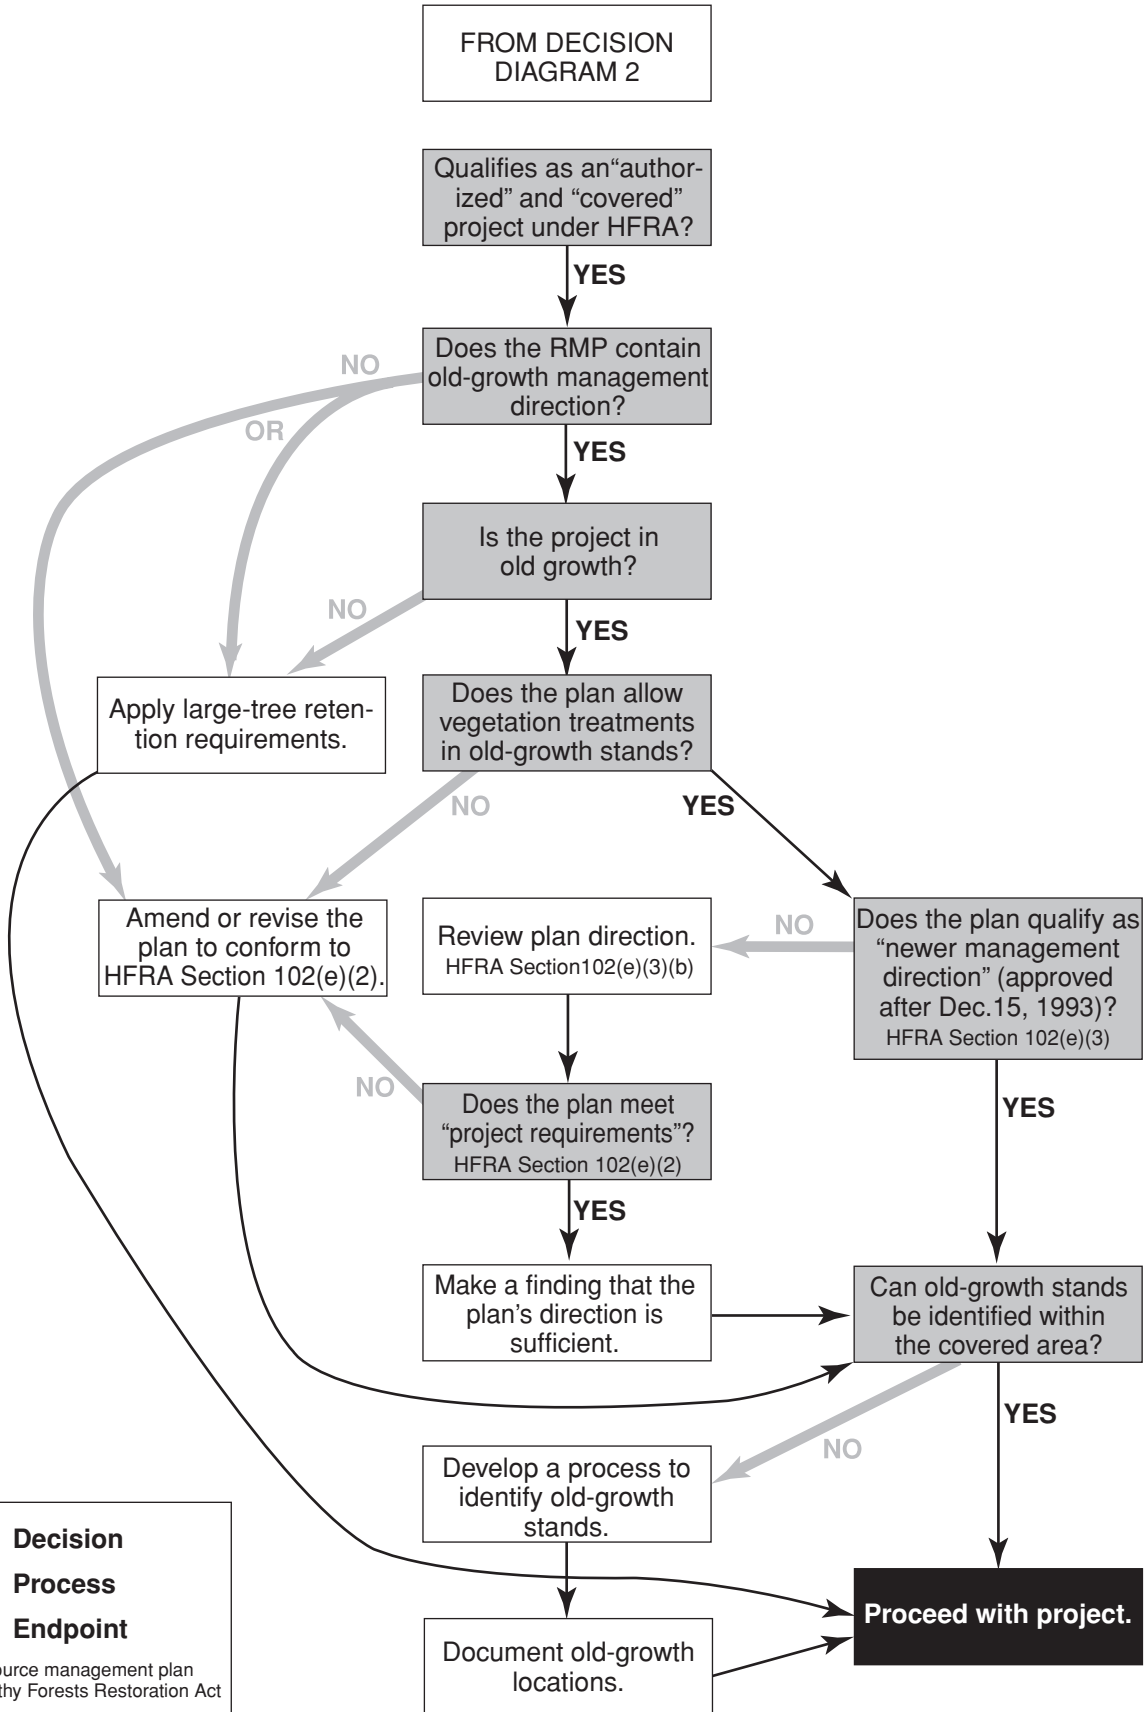 FROM DECISION
DIAGRAM 2
Qualifies as an“author-
ized” and “covered”
project under HFRA?
YES
Does the RMP contain
old-growth management
direction?
NO
OR
YES
Is the project in
old growth?
NO
YES
Apply large-tree reten-
tion requirements.
Does the plan allow
vegetation treatments
in old-growth stands?
NO
YES
Amend or revise the
plan to conform to
HFRA Section 102(e)(2).
Review plan direction.
HFRA Section102(e)(3)(b)
NO
Does the plan qualify as
“newer management
direction” (approved
after Dec.15, 1993)?
HFRA Section 102(e)(3)
NO
Does the plan meet
“project requirements”?
HFRA Section 102(e)(2)
YES
YES
Make a finding that the
plan’s direction is
sufficient.
Can old-growth stands
be identified within
the covered area?
NO
YES
Develop a process to
identify old-growth
stands.
Document old-growth
locations.
Proceed with project.
Decision
Process
Endpoint
management plan
Forests Restoration Act